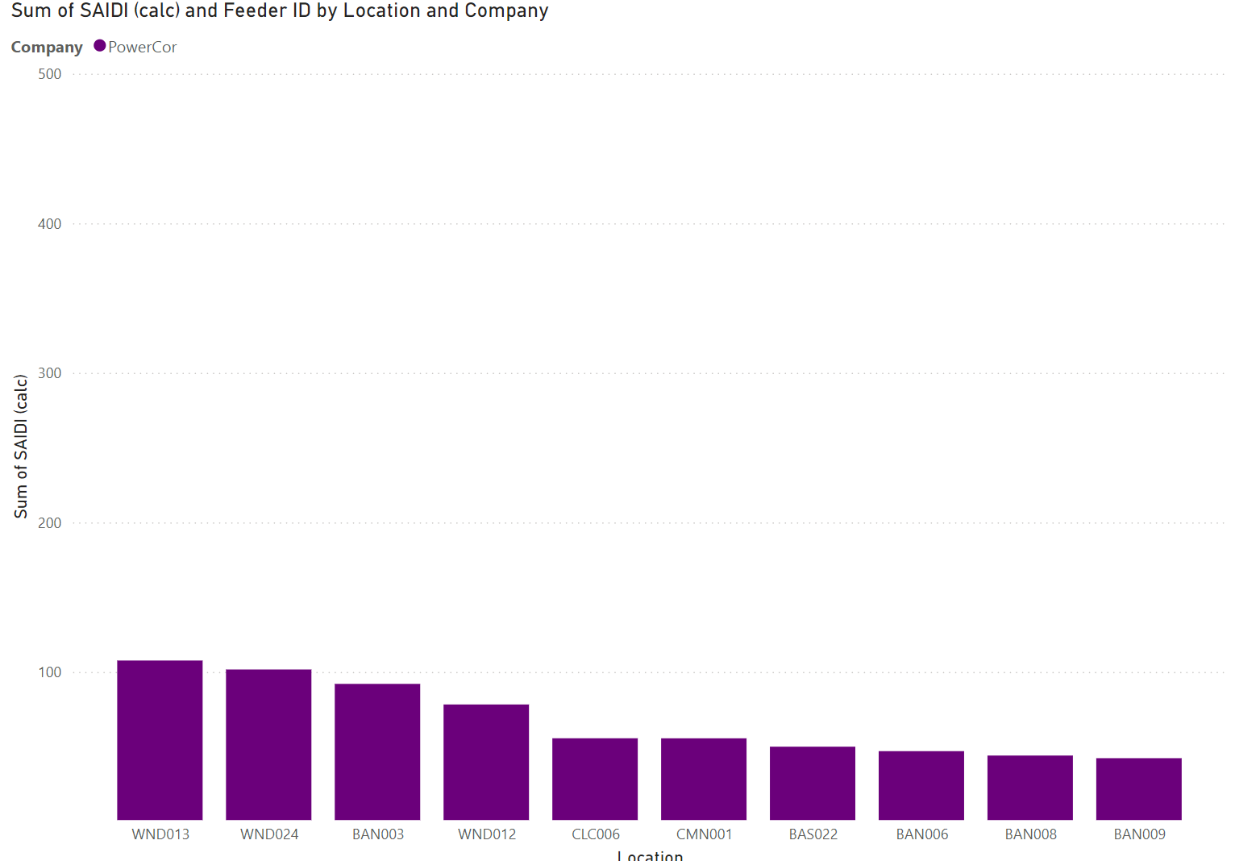 Sum of SAIDI (calc) and Feeder ID by Location and Company
Company PowerCor
500
400
300
200
100
Sum of SAIDI (calc)
WND013 WND024 BAN003 WND012 CLC006 CMN001 BAS022 BAN006 BAN008 BAN009
Location